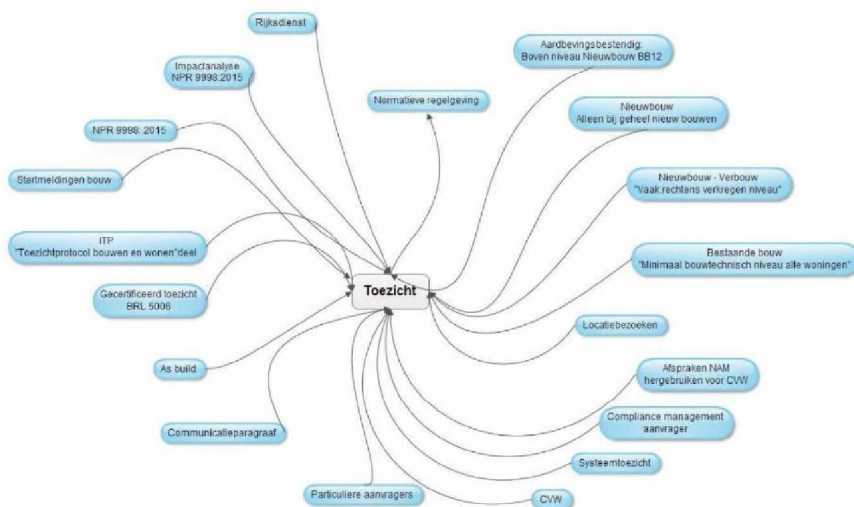 Rijksdienst
Aardbevingsbestendig:
Boven niveau Nieuwbouw BB12
Impactanalyse
NPR 9998:2015
Normatieve regelgeving
Nieuwbouw
Alleen bij geheel nieuw bouwen
NPR 9998: 2015
Startmeldingen bouw
Nieuwbouw - Verbouw
"Vaak rechtens verkregen niveau"
ITP
"Toezichtprotocol bouwen en wonen"deel
Bestaande bouw
"Minimaal bouwtechnisch niveau alle woningen"
Gecertificeerd toezicht
BRL 5006
Toezicht
Locatiebezoeken
As build
Afspraken NAM
hergebruiken voor CVW
Communicatieparagraaf
Compliance management
aanvrager
Systeemtoezicht
Particuliere aanvragers
CVW